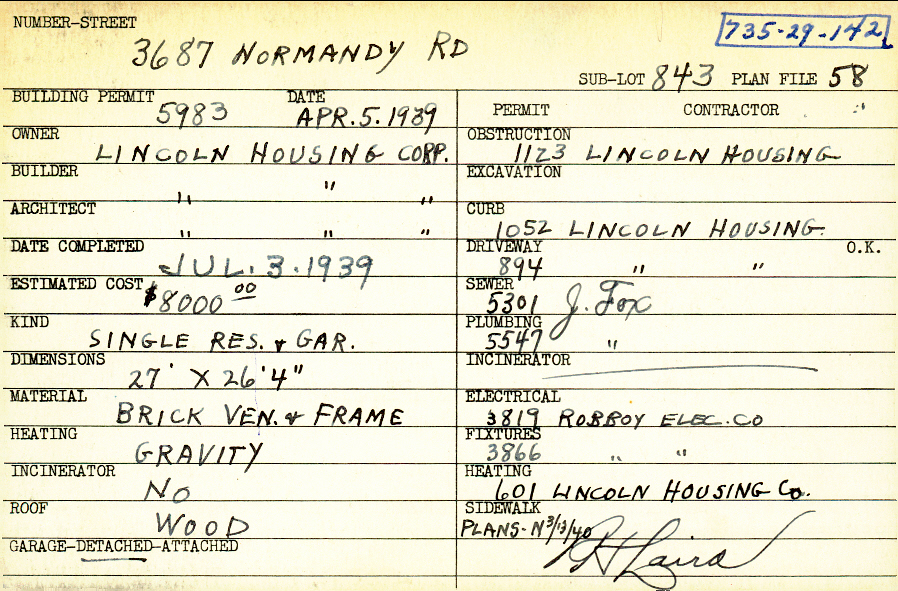 NUMBER-STREET
735-29-142
3687 NORMANDY RD
SUB-LOT 843 PLAN FILE 58
BUILDING PERMIT 5983 DATE APR. 5. 1939
OWNER LINCOLN HOUSING CORP.
BUILDER " " "
ARCHITECT " " "
DATE COMPLETED JUL. 3. 1939
ESTIMATED COST $8000 00
KIND SINGLE RES. & GAR.
DIMENSIONS 27' X 26'4"
MATERIAL BRICK VEN. & FRAME
HEATING GRAVITY
INCINERATOR NO
ROOF WOOD
GARAGE-DETACHED-ATTACHED
PERMIT CONTRACTOR
OBSTRUCTION 1123 LINCOLN HOUSING
EXCAVATION
CURB 1052 LINCOLN HOUSING
DRIVEWAY 894 " " O.K.
SEWER 5301 J. Fox
PLUMBING 5547 "
INCINERATOR
ELECTRICAL 3819 ROBBOY ELEC. CO
FIXTURES 3866 " "
HEATING 601 LINCOLN HOUSING Co.
SIDEWALK
PLANS-N 3/13/40
Laird